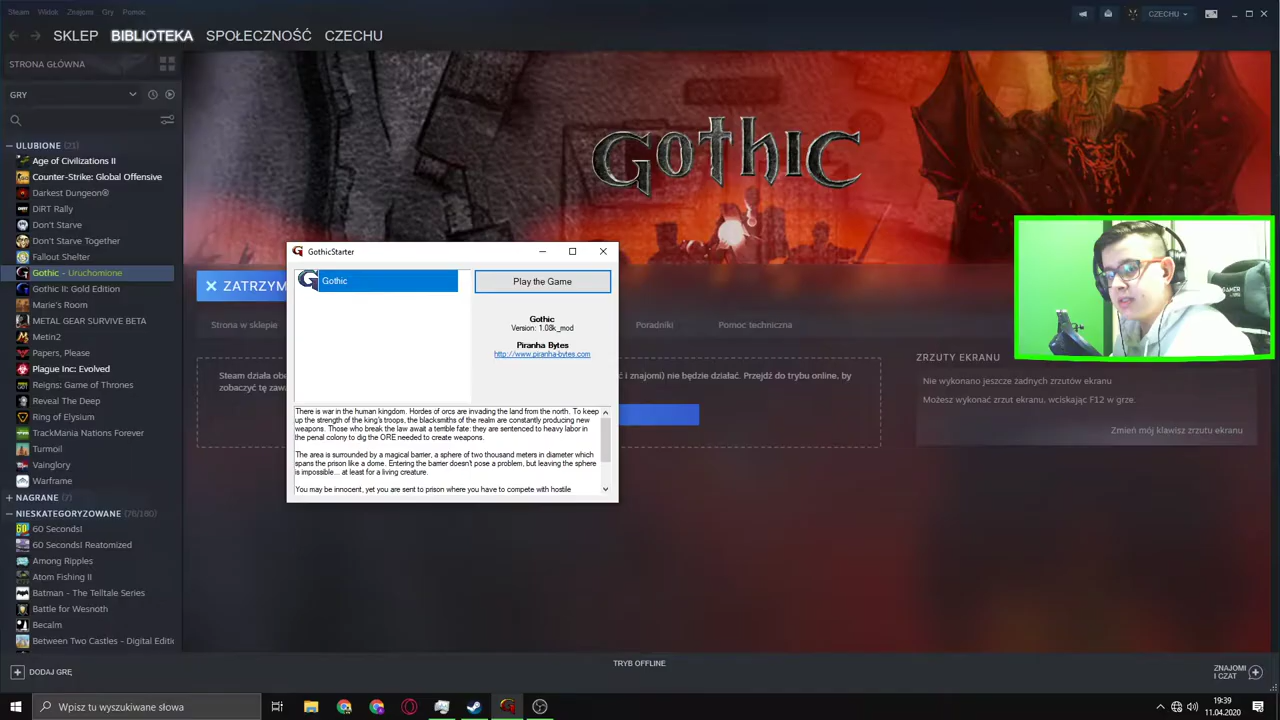 Steam Widok Znajomi Gry Pomoc
CZECHU
SKLEP BIBLIOTEKA SPOŁECZNOŚĆ CZECHU
STRONA GŁÓWNA
GRY
ULUBIONE (21)
Age of Civilizations II
Counter-Strike: Global Offensive
Darkest Dungeon®
DiRT Rally
Don't Starve
Don't Starve Together
Fallout Shelter
Gothic - Uruchomione
Gothic II: Gold Edition
Marie's Room
METAL GEAR SURVIVE BETA
Metin2
Papers, Please
Plague Inc: Evolved
Reigns: Game of Thrones
Reveal The Deep
Ring of Elysium
TrackMania Nations Forever
Turmoil
Vainglory
Warframe
NAGRANE (7)
NIESKATEGORYZOWANE (76/180)
60 Seconds!
60 Seconds! Reatomized
Among Ripples
Atom Fishing II
Batman - The Telltale Series
Battle for Wesnoth
Becalm
Between Two Castles - Digital Editi
DODAJ GRĘ
GOTHIC
ZATRZYM
Strona w sklepie
Poradniki
Pomoc techniczna
Steam działa
i znajomi) nie będzie działać. Przejdź do trybu online, by
zobaczyć tę
GothicStarter
Gothic
Play the Game
Gothic
Version: 1.08k_mod
Piranha Bytes
http://www.piranha-bytes.com
There is war in the human kingdom. Hordes of orcs are invading the land from the north. To keep
up the strength of the king's troops, the blacksmiths of the realm are constantly producing new
weapons. Those who break the law await a terrible fate: they are sentenced to heavy labor in
the penal colony to dig the ORE needed to create weapons.
The area is surrounded by a magical barrier, a sphere of two thousand meters in diameter which
spans the prison like a dome. Entering the barrier doesn't pose a problem, but leaving the sphere
is impossible... at least for a living creature.
You may be innocent, yet you are sent to prison where you have to compete with hostile
ZRZUTY EKRANU
Nie wykonano jeszcze żadnych zrzutów ekranu
Możesz wykonać zrzut ekranu, wciskając F12 w grze.
Zmień mój klawisz zrzutu ekranu
TRYB OFFLINE
ZNAJOMI
I CZAT
Wpisz tu wyszukiwane słowa
19:39
11.04.2020